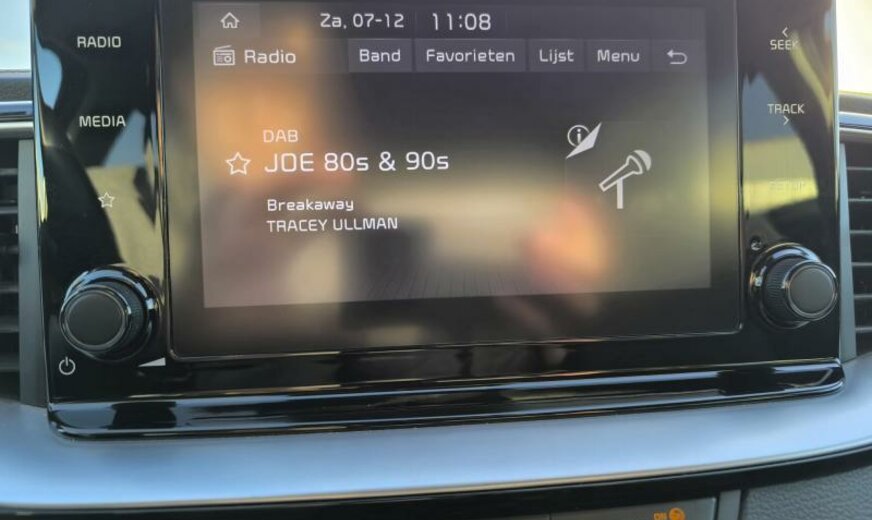 Za, 07-12 11:08
RADIO
Radio Band Favorieten Lijst Menu
SEEK
MEDIA
TRACK
DAB
JOE 80s & 90s
Breakaway
TRACEY ULLMAN